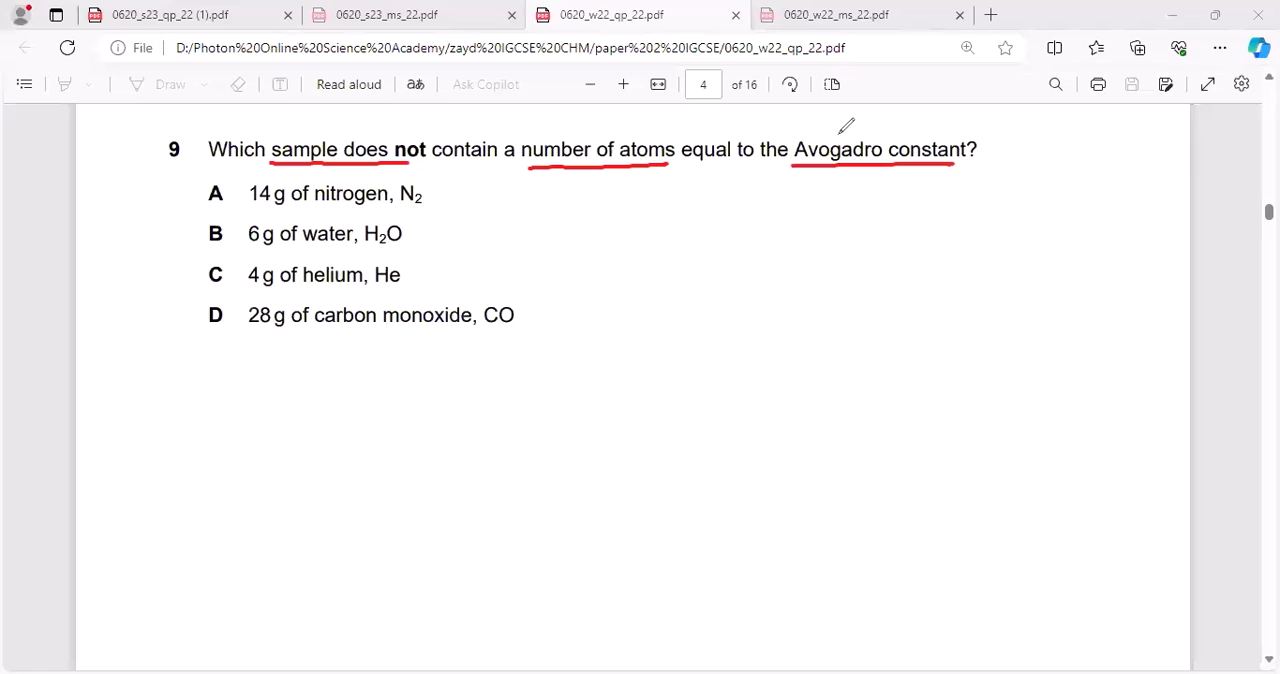 0620_s23_qp_22 (1).pdf
0620_s23_ms_22.pdf
0620_w22_qp_22.pdf
0620_w22_ms_22.pdf
File D:/Photon%20Online%20Science%20Academy/zayd%20IGCSE%20CHM/paper%202%20IGCSE/0620_w22_qp_22.pdf
Draw Read aloud aあ Ask Copilot 4 of 16
9 Which sample does not contain a number of atoms equal to the Avogadro constant?
A 14 g of nitrogen, N₂
B 6 g of water, H₂O
C 4 g of helium, He
D 28 g of carbon monoxide, CO